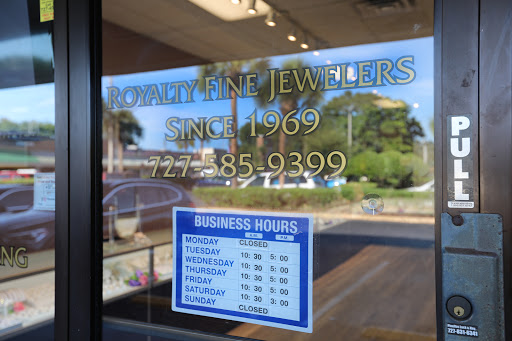 ROYALTY FINE JEWELERS
SINCE 1969
727-585-9399
BUSINESS HOURS
A.M. P.M.
MONDAY CLOSED
TUESDAY 10:30 5:00
WEDNESDAY 10:30 5:00
THURSDAY 10:30 5:00
FRIDAY 10:30 5:00
SATURDAY 10:30 3:00
SUNDAY CLOSED
PULL
NG